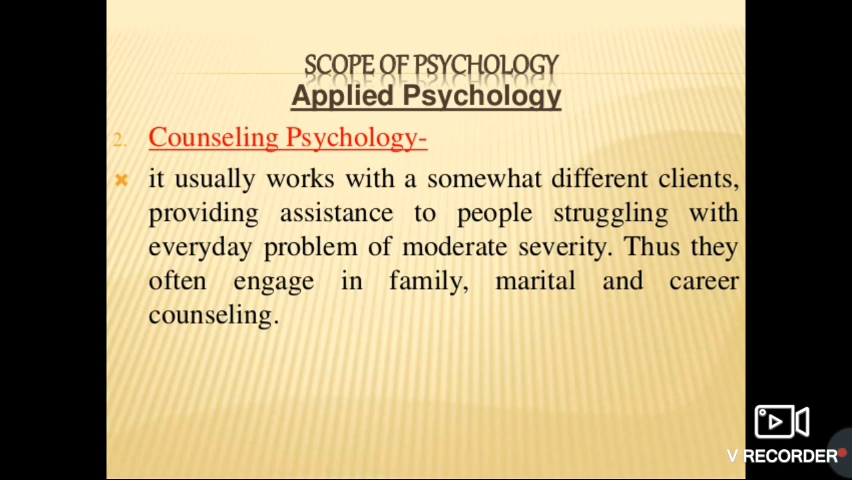 SCOPE OF PSYCHOLOGY
Applied Psychology
2. Counseling Psychology-
it usually works with a somewhat different clients,
providing assistance to people struggling with
everyday problem of moderate severity. Thus they
often engage in family, marital and career
counseling.
V RECORDER